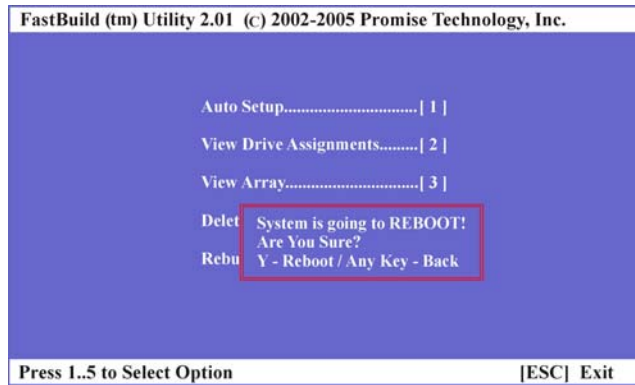 FastBuild (tm) Utility 2.01 (C) 2002-2005 Promise Technology, Inc.
Auto Setup................................[ 1 ]
View Drive Assignments.........[ 2 ]
View Array................................[ 3 ]
Delet
Rebu
System is going to REBOOT!
Are You Sure?
Y - Reboot / Any Key - Back
Press 1..5 to Select Option [ESC] Exit